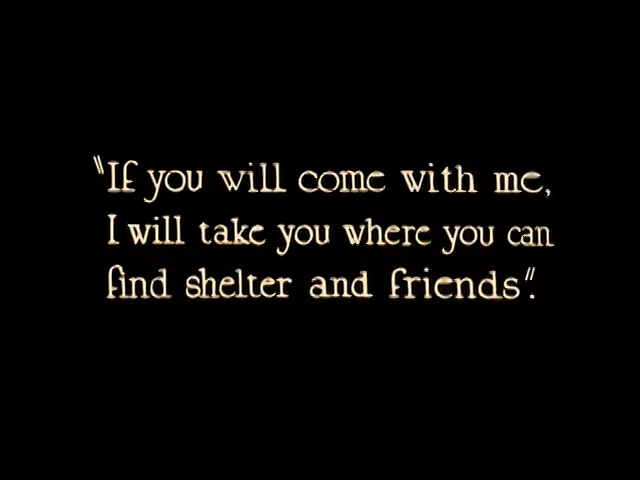 "If you will come with me,
I will take you where you can
find shelter and friends".